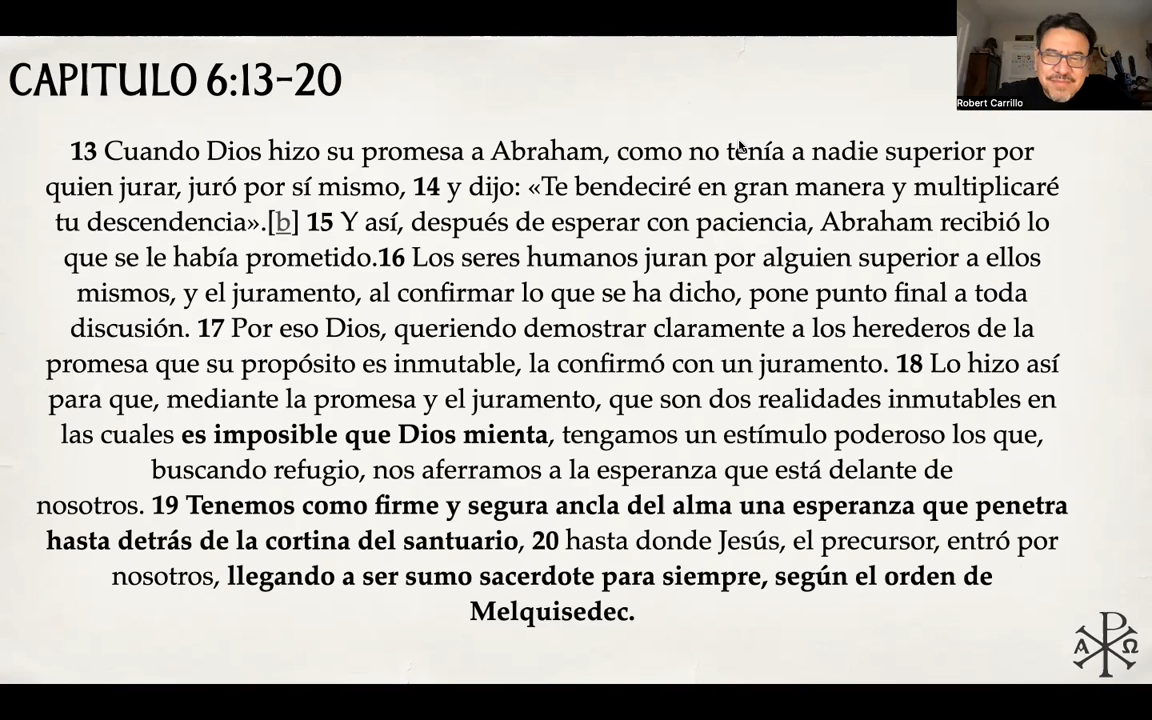 CAPITULO 6:13-20
Robert Carrillo
13 Cuando Dios hizo su promesa a Abraham, como no tenía a nadie superior por
quien jurar, juró por sí mismo, 14 y dijo: «Te bendeciré en gran manera y multiplicaré
tu descendencia».[b] 15 Y así, después de esperar con paciencia, Abraham recibió lo
que se le había prometido.16 Los seres humanos juran por alguien superior a ellos
mismos, y el juramento, al confirmar lo que se ha dicho, pone punto final a toda
discusión. 17 Por eso Dios, queriendo demostrar claramente a los herederos de la
promesa que su propósito es inmutable, la confirmó con un juramento. 18 Lo hizo así
para que, mediante la promesa y el juramento, que son dos realidades inmutables en
las cuales es imposible que Dios mienta, tengamos un estímulo poderoso los que,
buscando refugio, nos aferramos a la esperanza que está delante de
nosotros. 19 Tenemos como firme y segura ancla del alma una esperanza que penetra
hasta detrás de la cortina del santuario, 20 hasta donde Jesús, el precursor, entró por
nosotros, llegando a ser sumo sacerdote para siempre, según el orden de
Melquisedec.
Α Ω